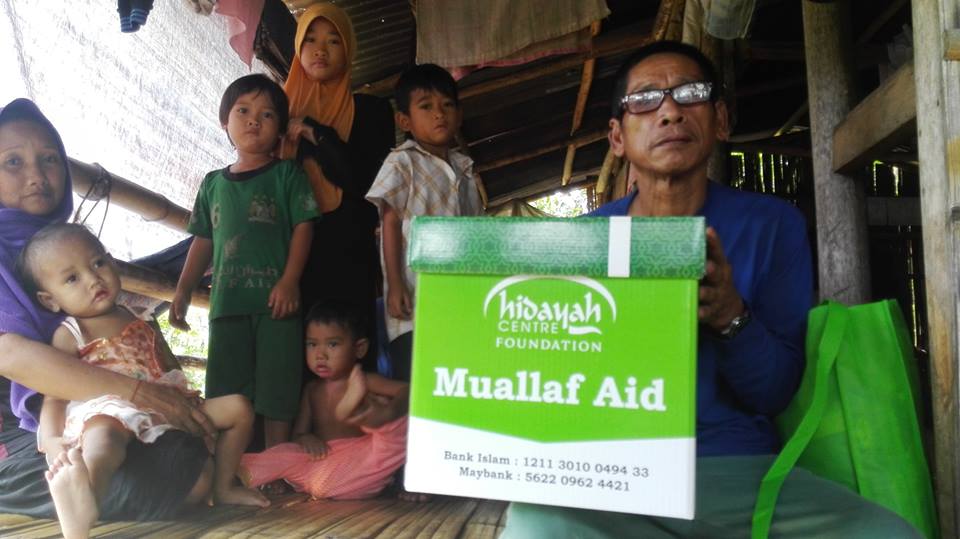 hidayah
CENTRE
FOUNDATION
Muallaf Aid
Bank Islam : 1211 3010 0494 33
Maybank : 5622 0962 4421